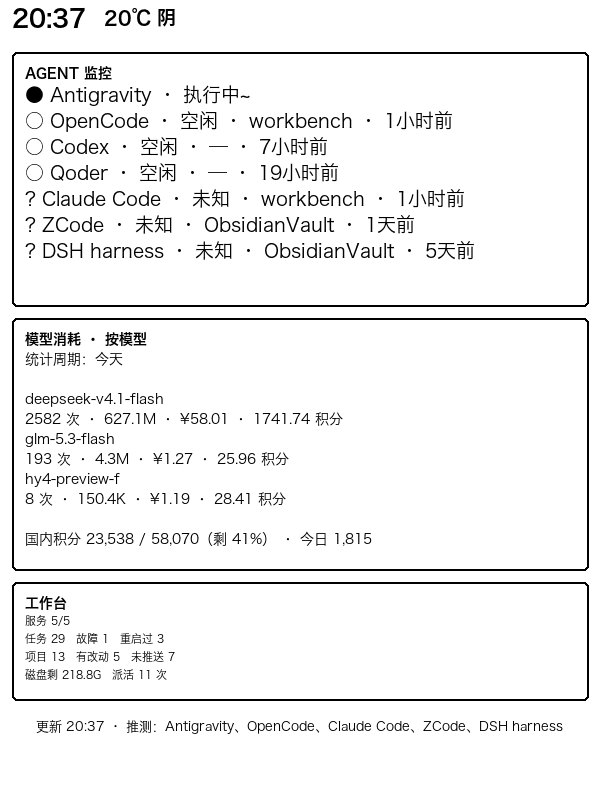 20:37 20℃ 阴
AGENT 监控
● Antigravity · 执行中~
○ OpenCode · 空闲 · workbench · 1小时前
○ Codex · 空闲 · — · 7小时前
○ Qoder · 空闲 · — · 19小时前
? Claude Code · 未知 · workbench · 1小时前
? ZCode · 未知 · ObsidianVault · 1天前
? DSH harness · 未知 · ObsidianVault · 5天前
模型消耗 · 按模型
统计周期：今天
deepseek-v4.1-flash
2582 次 · 627.1M · ¥58.01 · 1741.74 积分
glm-5.3-flash
193 次 · 4.3M · ¥1.27 · 25.96 积分
hy4-preview-f
8 次 · 150.4K · ¥1.19 · 28.41 积分
国内积分 23,538 / 58,070（剩 41%） · 今日 1,815
工作台
服务 5/5
任务 29 故障 1 重启过 3
项目 13 有改动 5 未推送 7
磁盘剩 218.8G 派活 11 次
更新 20:37 · 推测：Antigravity、OpenCode、Claude Code、ZCode、DSH harness